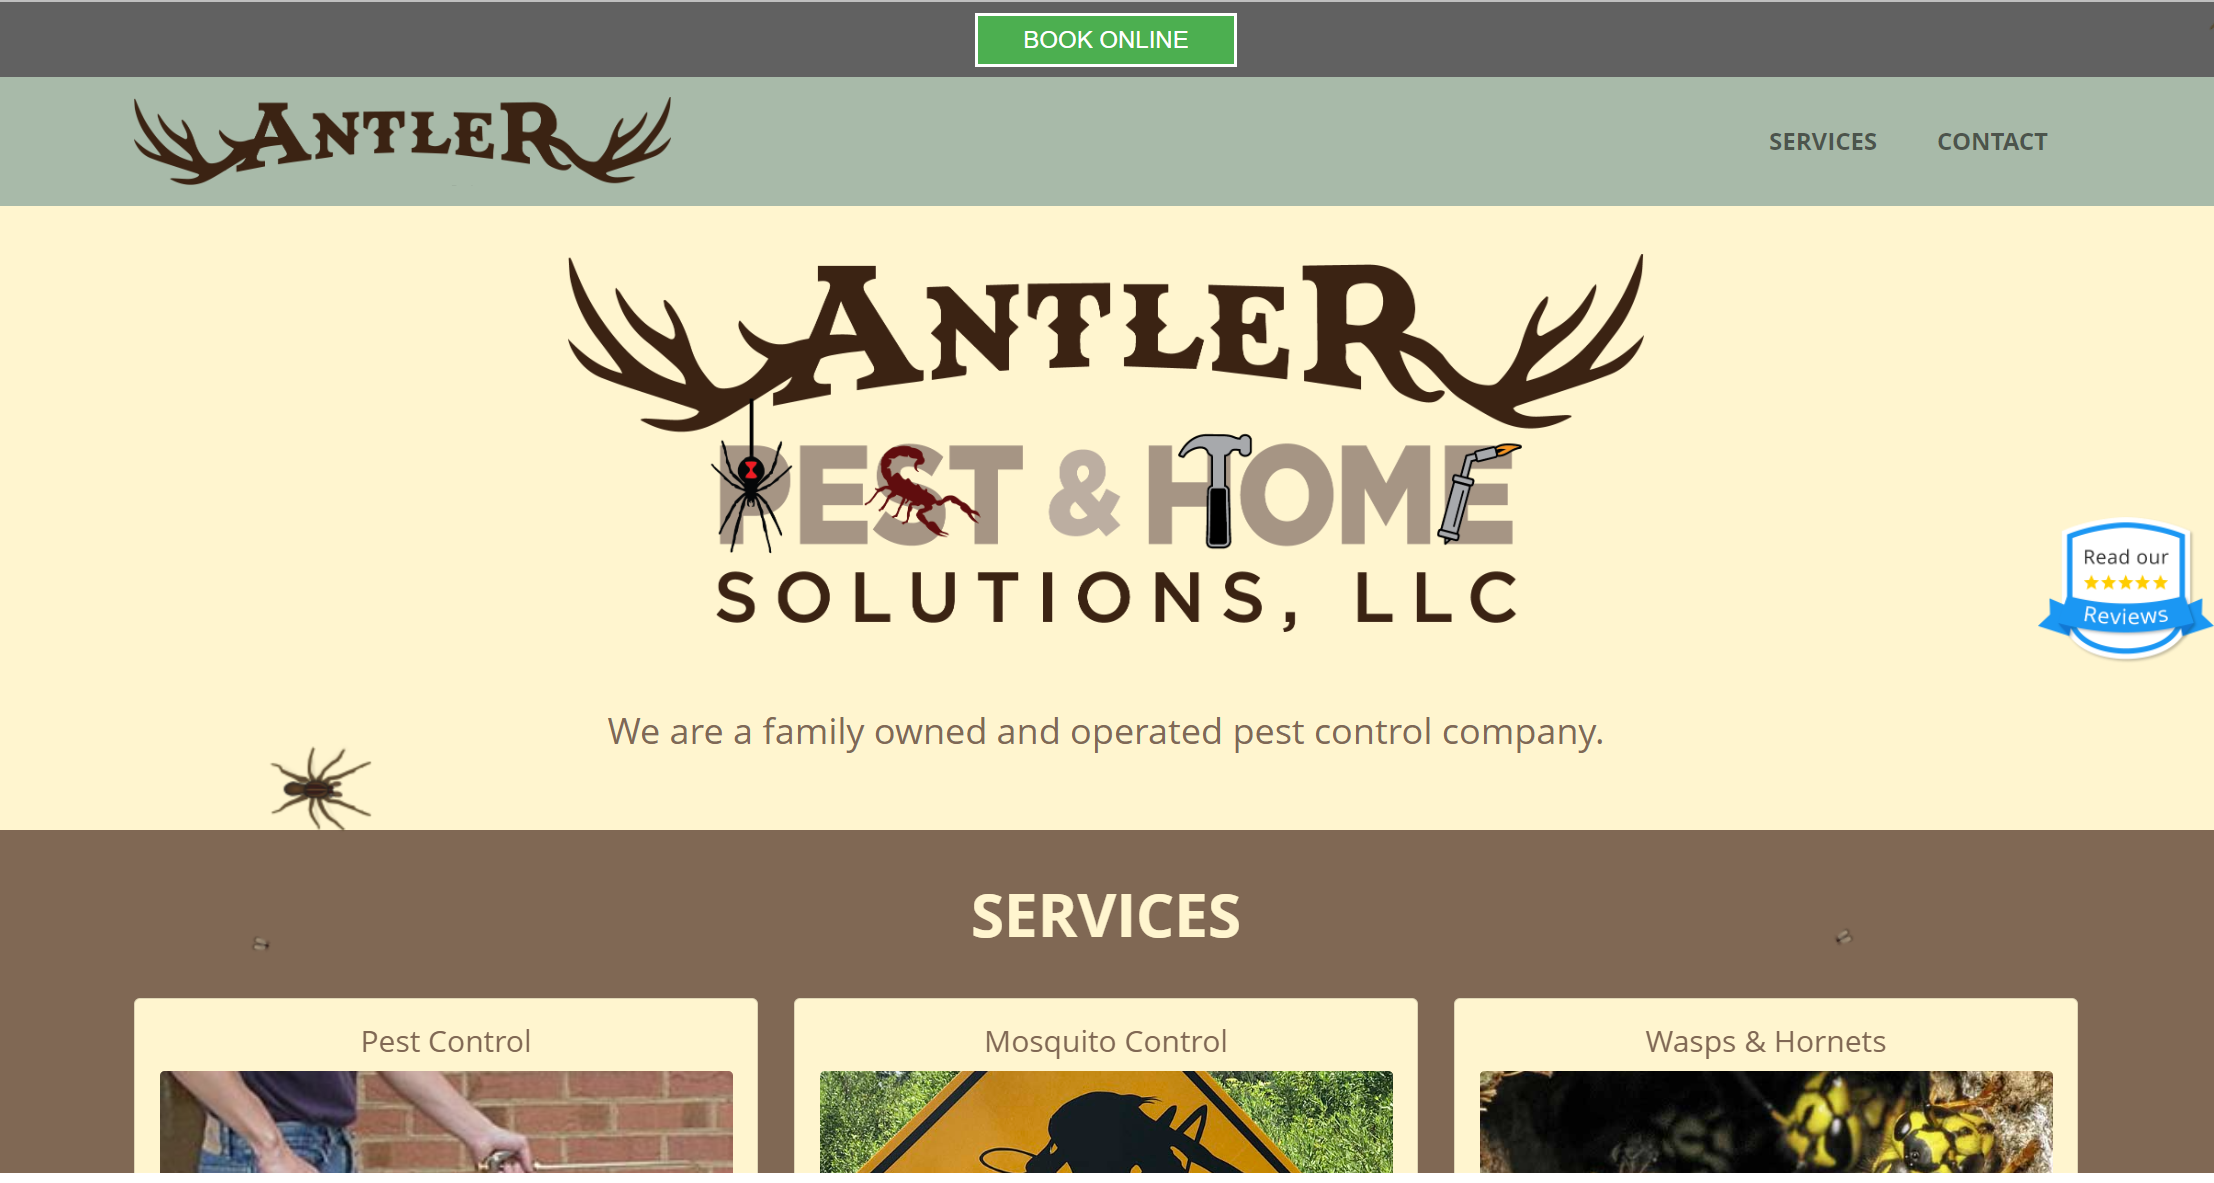 BOOK ONLINE
ANTLER
SERVICES
CONTACT
ANTLER
PEST & HOME
SOLUTIONS, LLC
Read our
Reviews
We are a family owned and operated pest control company.
SERVICES
Pest Control
Mosquito Control
Wasps & Hornets